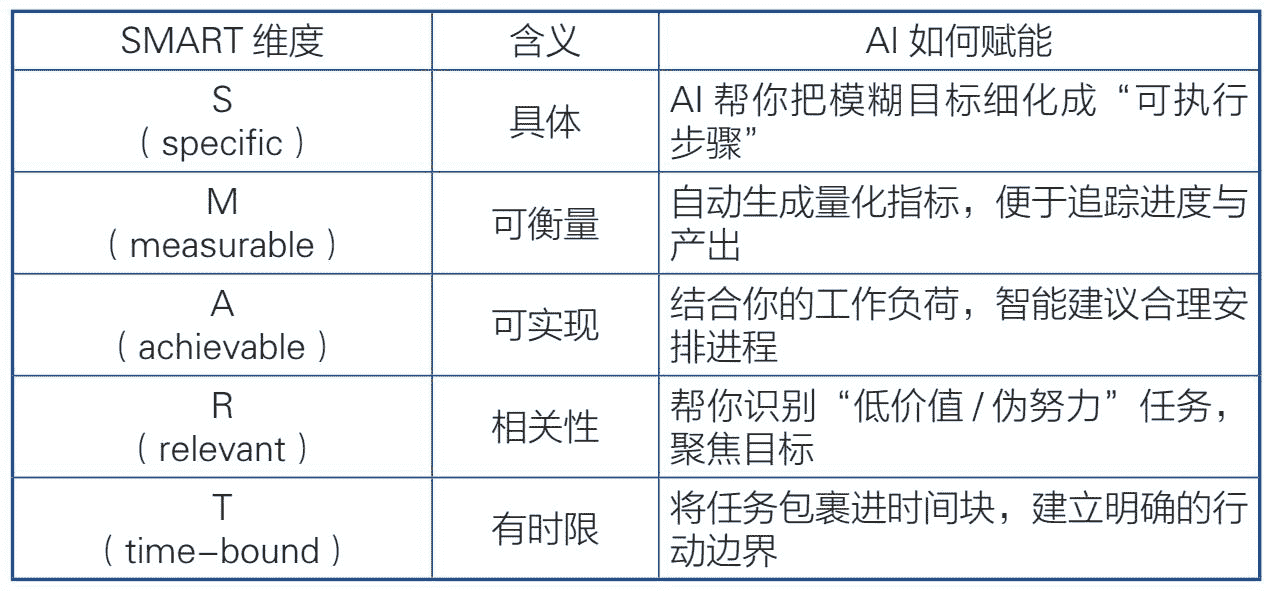 SMART 维度 含义 AI 如何赋能
S
（specific）
具体
AI 帮你把模糊目标细化成“可执行
步骤”
M
（measurable）
可衡量
自动生成量化指标，便于追踪进度与
产出
A
（achievable）
可实现
结合你的工作负荷，智能建议合理安
排进程
R
（relevant）
相关性
帮你识别“低价值 / 伪努力”任务，
聚焦目标
T
（time–bound）
有时限
将任务包裹进时间块，建立明确的行
动边界